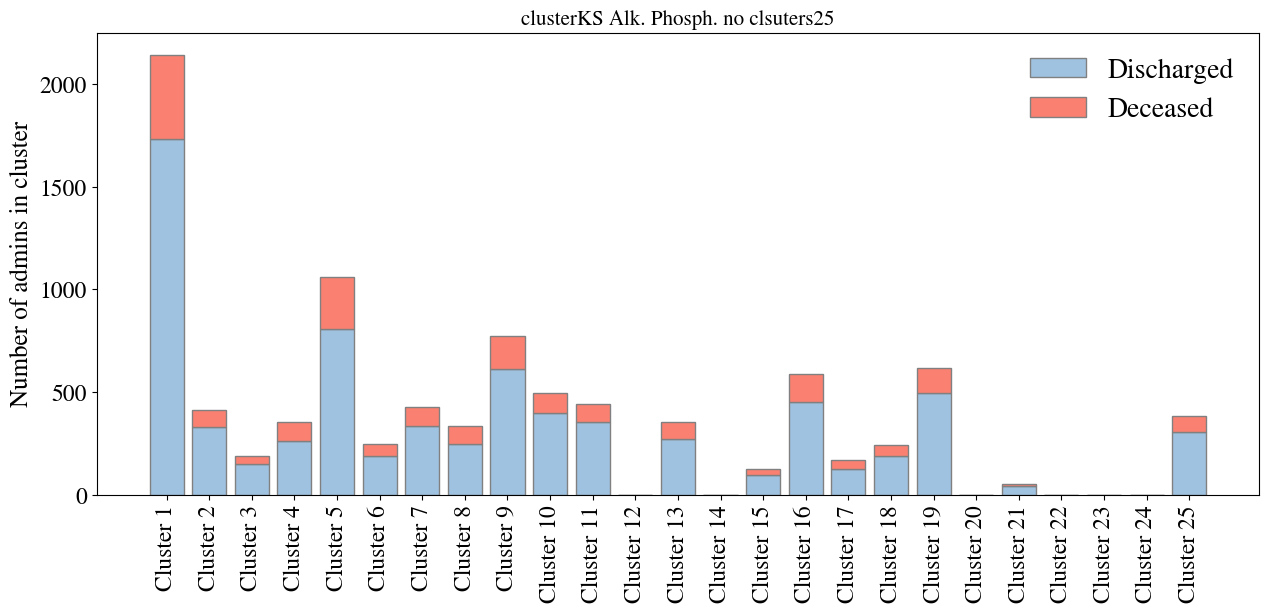 clusterKS Alk. Phosph. no clsuters25
Number of admins in cluster
2000
1500
1000
500
0
Discharged
Deceased
Cluster 1
Cluster 2
Cluster 3
Cluster 4
Cluster 5
Cluster 6
Cluster 7
Cluster 8
Cluster 9
Cluster 10
Cluster 11
Cluster 12
Cluster 13
Cluster 14
Cluster 15
Cluster 16
Cluster 17
Cluster 18
Cluster 19
Cluster 20
Cluster 21
Cluster 22
Cluster 23
Cluster 24
Cluster 25